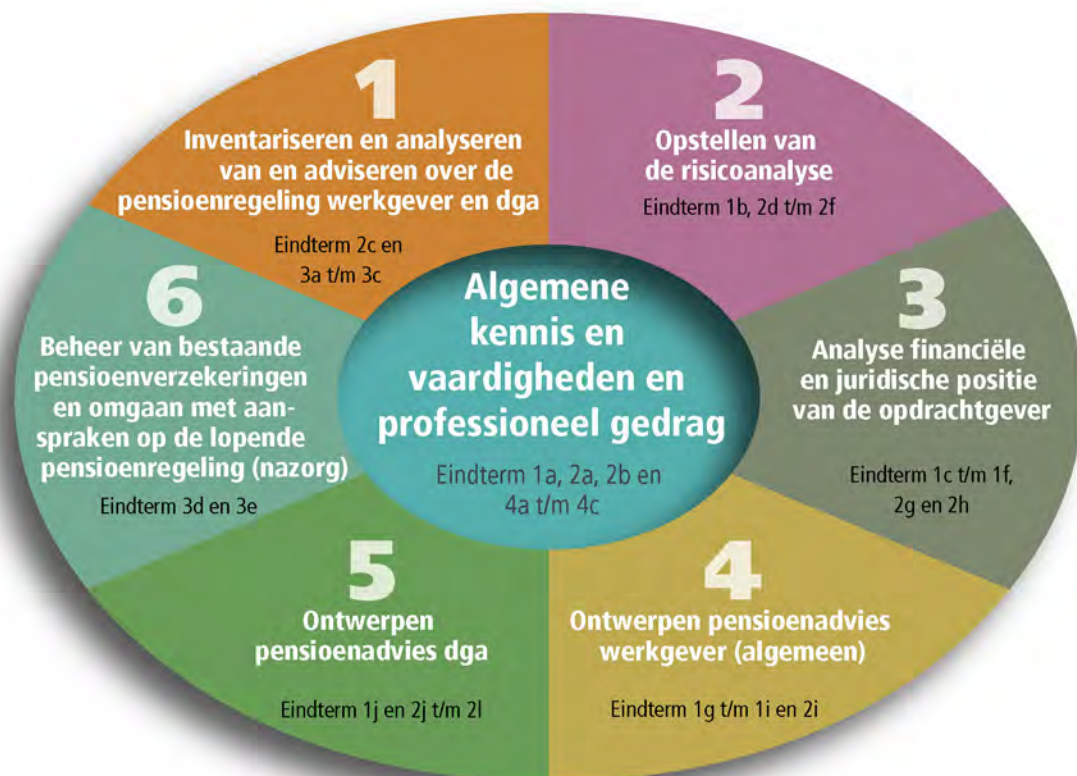 1
Inventariseren en analyseren
van en adviseren over de
pensioenregeling werkgever en dga
Eindterm 2c en
3a t/m 3c
2
Opstellen van
de risicoanalyse
Eindterm 1b, 2d t/m 2f
3
Analyse financiële
en juridische positie
van de opdrachtgever
Eindterm 1c t/m 1f,
2g en 2h
4
Ontwerpen pensioenadvies
werkgever (algemeen)
Eindterm 1g t/m 1i en 2i
5
Ontwerpen
pensioenadvies dga
Eindterm 1j en 2j t/m 2l
6
Beheer van bestaande
pensioenverzekeringen
en omgaan met aan-
spraken op de lopende
pensioenregeling (nazorg)
Eindterm 3d en 3e
Algemene
kennis en
vaardigheden en
professioneel gedrag
Eindterm 1a, 2a, 2b en
4a t/m 4c